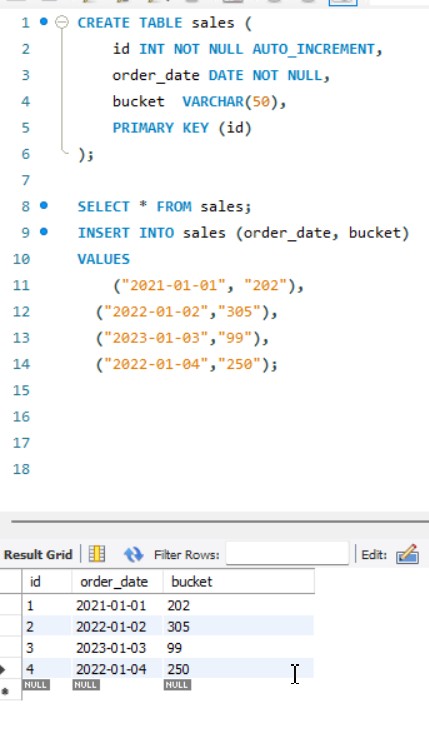 1 CREATE TABLE sales (
2 id INT NOT NULL AUTO_INCREMENT,
3 order_date DATE NOT NULL,
4 bucket VARCHAR(50),
5 PRIMARY KEY (id)
6 );
7
8 SELECT * FROM sales;
9 INSERT INTO sales (order_date, bucket)
10 VALUES
11 ("2021-01-01", "202"),
12 ("2022-01-02","305"),
13 ("2023-01-03","99"),
14 ("2022-01-04","250");
15
16
17
18
Result Grid Filter Rows: Edit:
id order_date bucket
1 2021-01-01 202
2 2022-01-02 305
3 2023-01-03 99
4 2022-01-04 250
NULL NULL NULL